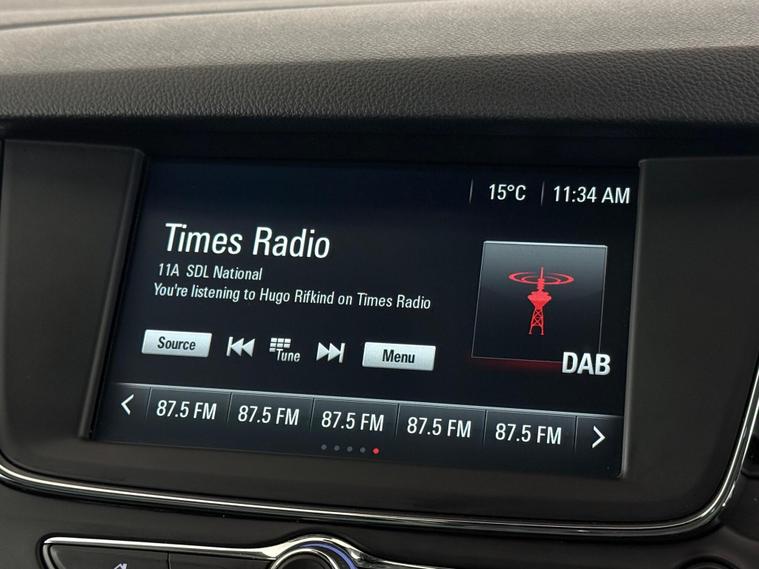 15°C
11:34 AM
Times Radio
11A SDL National
You're listening to Hugo Rifkind on Times Radio
Source
Tune
Menu
DAB
87.5 FM
87.5 FM
87.5 FM
87.5 FM
87.5 FM